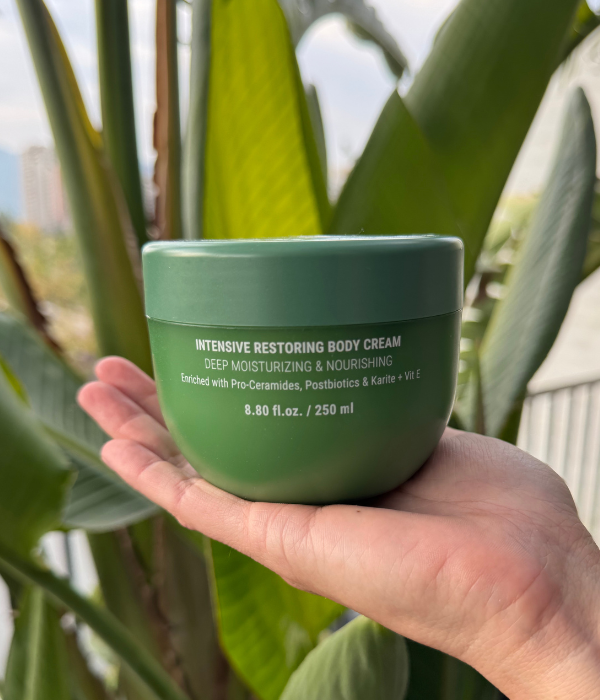 INTENSIVE RESTORING BODY CREAM
DEEP MOISTURIZING & NOURISHING
Enriched with Pro-Ceramides, Postbiotics & Karite + Vit E
8.80 fl.oz. / 250 ml